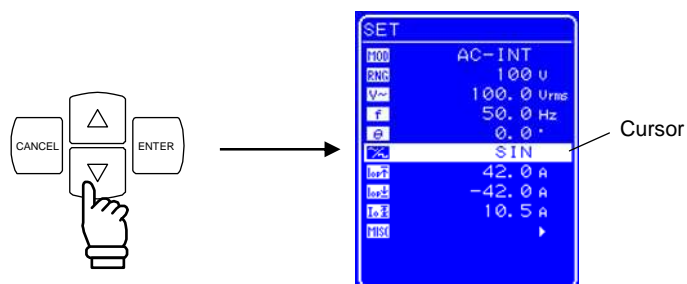 CANCEL
ENTER
SET
MOD AC-INT
RNG 100 V
V~ 100.0 Vrms
f 50.0 Hz
θ 0.0 °
SIN
42.0 A
-42.0 A
10.5 A
MISC
Cursor